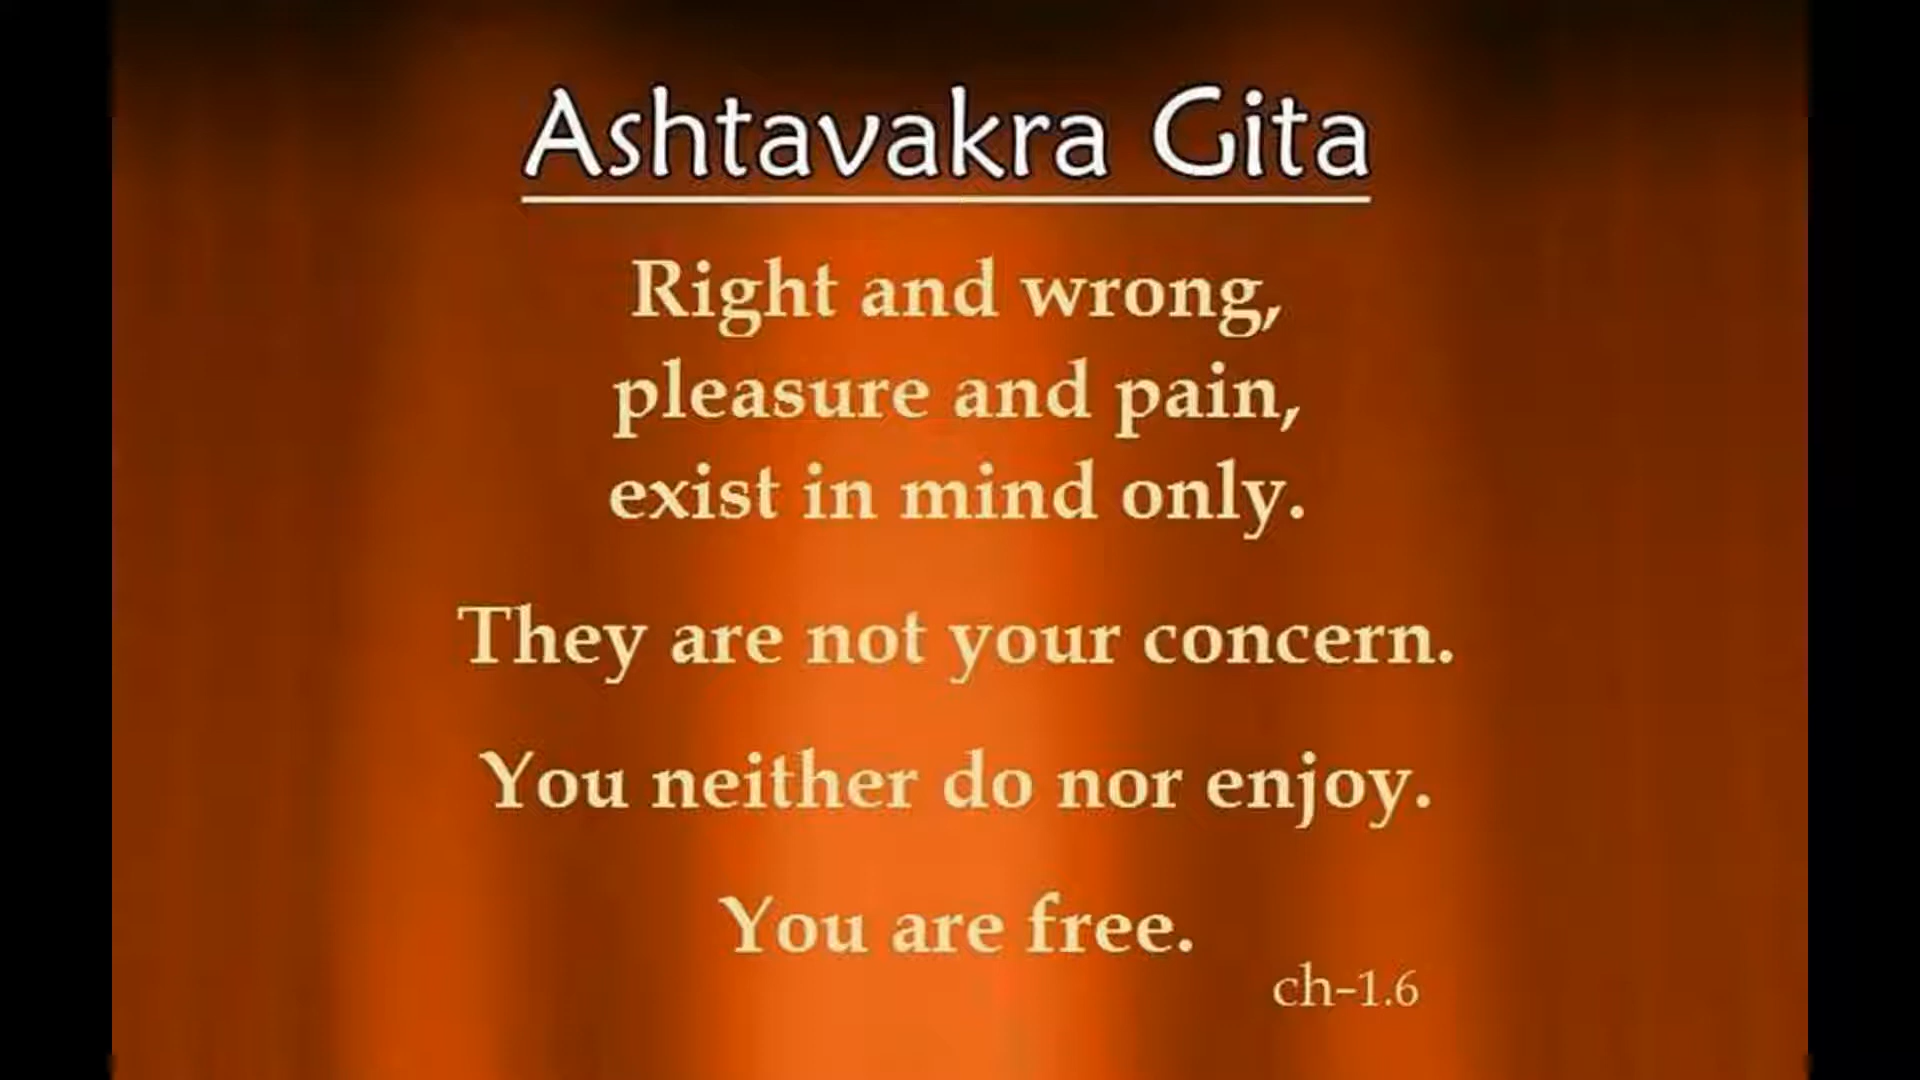 Ashtavakra Gita
Right and wrong,
pleasure and pain,
exist in mind only.
They are not your concern.
You neither do nor enjoy.
You are free.
ch-1.6